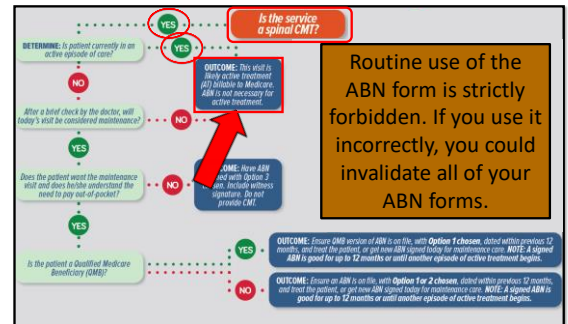 YES
Is the service
a spinal CMT?
DETERMINE: Is patient currently in an
active episode of care?
YES
OUTCOME: This visit is
likely active treatment
(AT) billable to Medicare.
ABN is not necessary for
active treatment.
NO
After a brief check by the doctor, will
today's visit be considered maintenance?
NO
YES
Does the patient want the maintenance
visit and does he/she understand the
need to pay out-of-pocket?
NO
COME: Have ABN
ed with Option 3
sen. Include witness
signature. Do not
provide CMT.
YES
Is the patient a Qualified Medicare
Beneficiary (QMB)?
YES
OUTCOME: Ensure QMB version of ABN is on file, with Option 1 chosen, dated within previous 12
months, and treat the patient, or get new ABN signed today for maintenance care. NOTE: A signed
ABN is good for up to 12 months or until another episode of active treatment begins.
NO
OUTCOME: Ensure an ABN is on file, with Option 1 or 2 chosen, dated within previous 12 months,
and treat the patient, or get new ABN signed today for maintenance care. NOTE: A signed ABN is
good for up to 12 months or until another episode of active treatment begins.
Routine use of the
ABN form is strictly
forbidden. If you use it
incorrectly, you could
invalidate all of your
ABN forms.